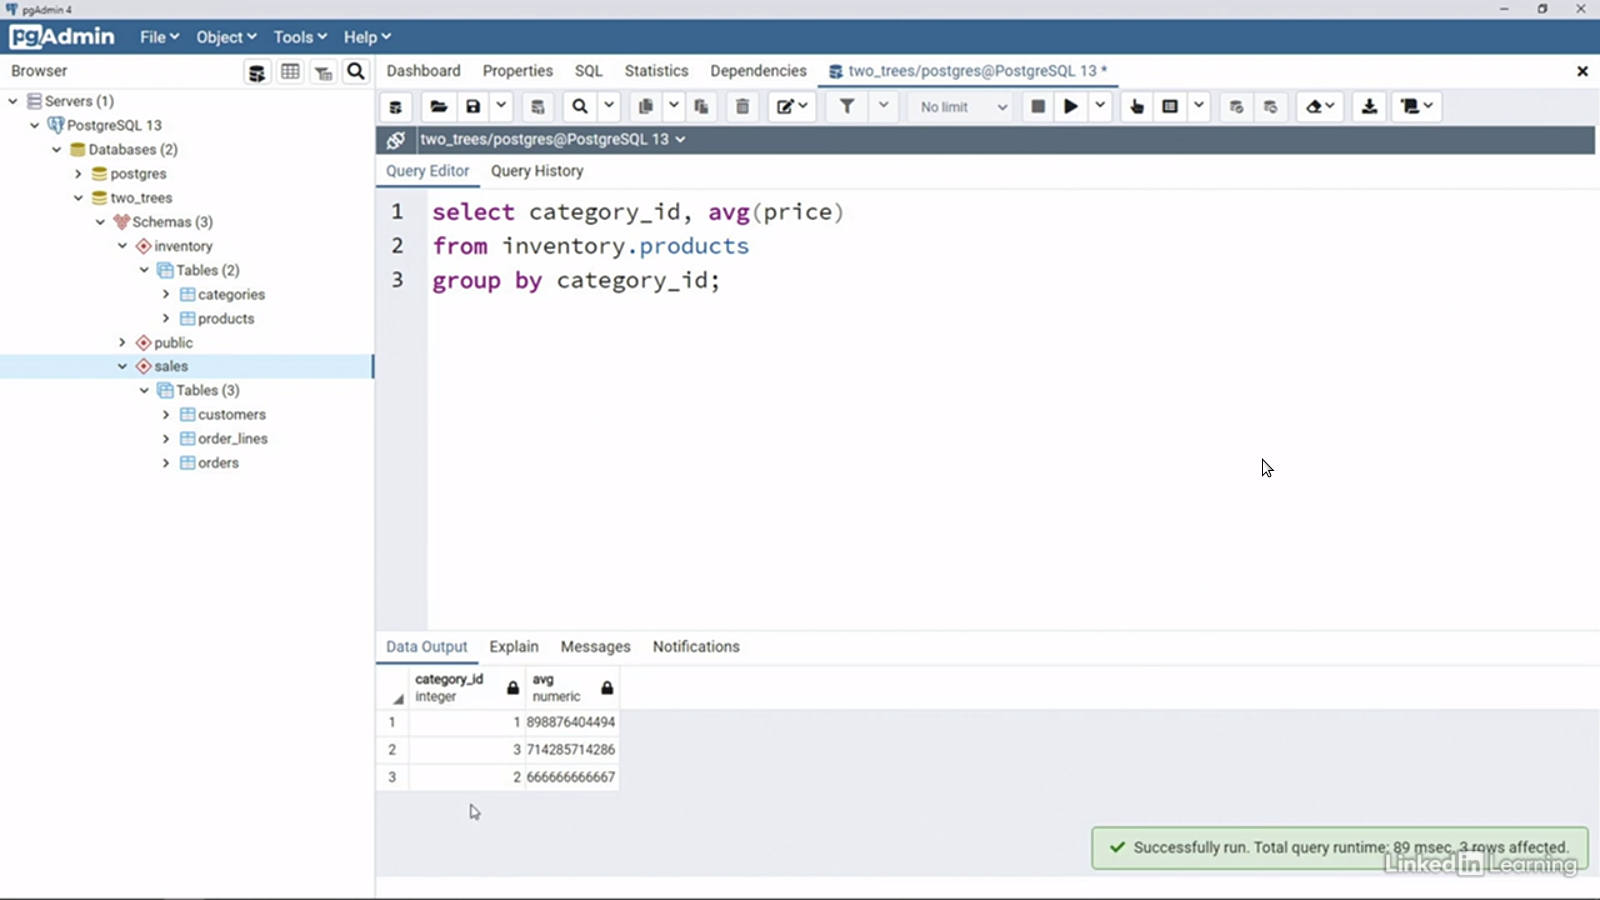 pgAdmin 4
pgAdmin File Object Tools Help
Browser
Dashboard Properties SQL Statistics Dependencies two_trees/postgres@PostgreSQL 13 *
No limit
two_trees/postgres@PostgreSQL 13
Query Editor Query History
Servers (1)
PostgreSQL 13
Databases (2)
postgres
two_trees
Schemas (3)
inventory
Tables (2)
categories
products
public
sales
Tables (3)
customers
order_lines
orders
1 select category_id, avg(price)
2 from inventory.products
3 group by category_id;
Data Output Explain Messages Notifications
category_id avg
integer numeric
1 1 898876404494
2 3 714285714286
3 2 666666666667
Successfully run. Total query runtime: 89 msec. 3 rows affected.
Linked in Learning